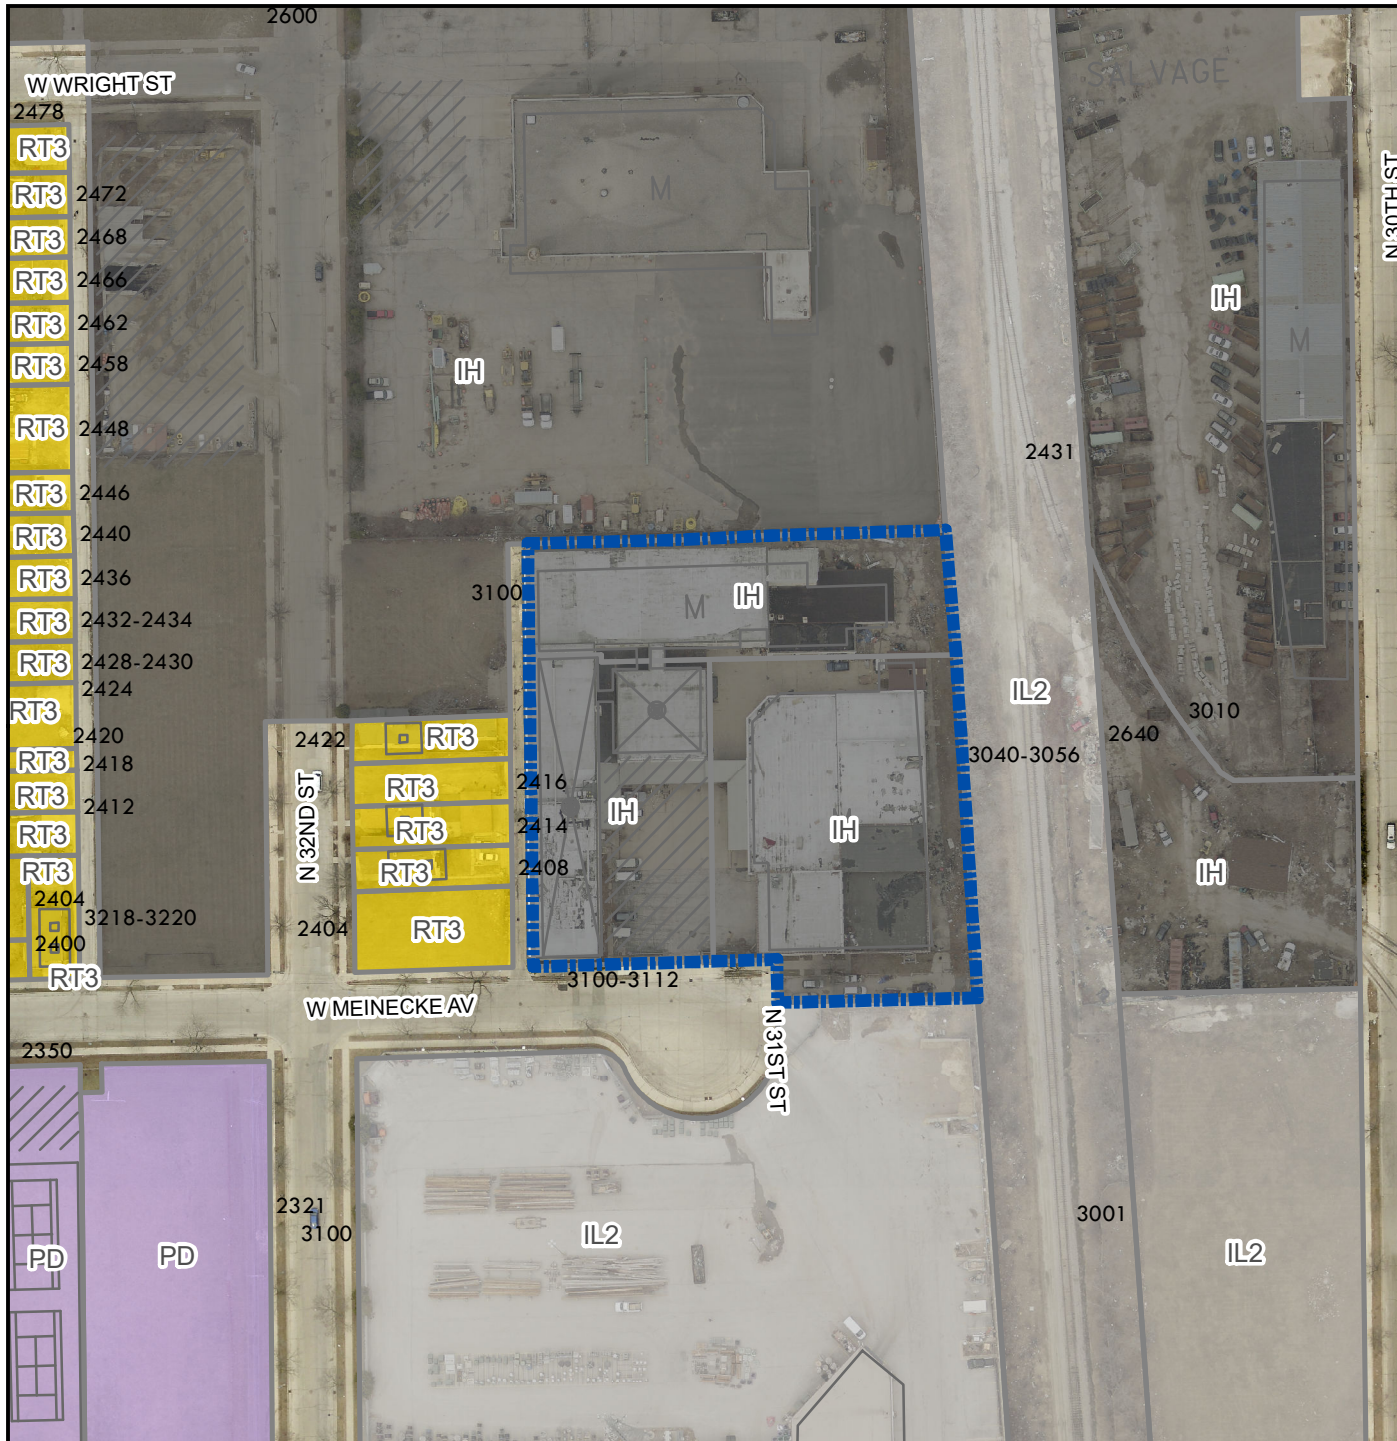 2600
W WRIGHT ST
SALVAGE
2478
RT3
M
N 30TH ST
RT3
2472
RT3
2468
RT3
2466
IH
RT3
2462
M
RT3
2458
IH
RT3
2448
2431
RT3
2446
RT3
2440
RT3
2436
3100
IH
M
RT3
2432-2434
RT3
2428-2430
2424
IL2
RT3
3010
2420
2422
RT3
2640
RT3
2418
3040-3056
RT3
2416
RT3
2412
N 32ND ST
IH
RT3
2414
IH
RT3
RT3
2408
RT3
IH
2404
3218-3220
2404
RT3
2400
RT3
3100-3112
W MEINECKE AV
N 31ST ST
2350
2321
3001
3100
IL2
PD
PD
IL2